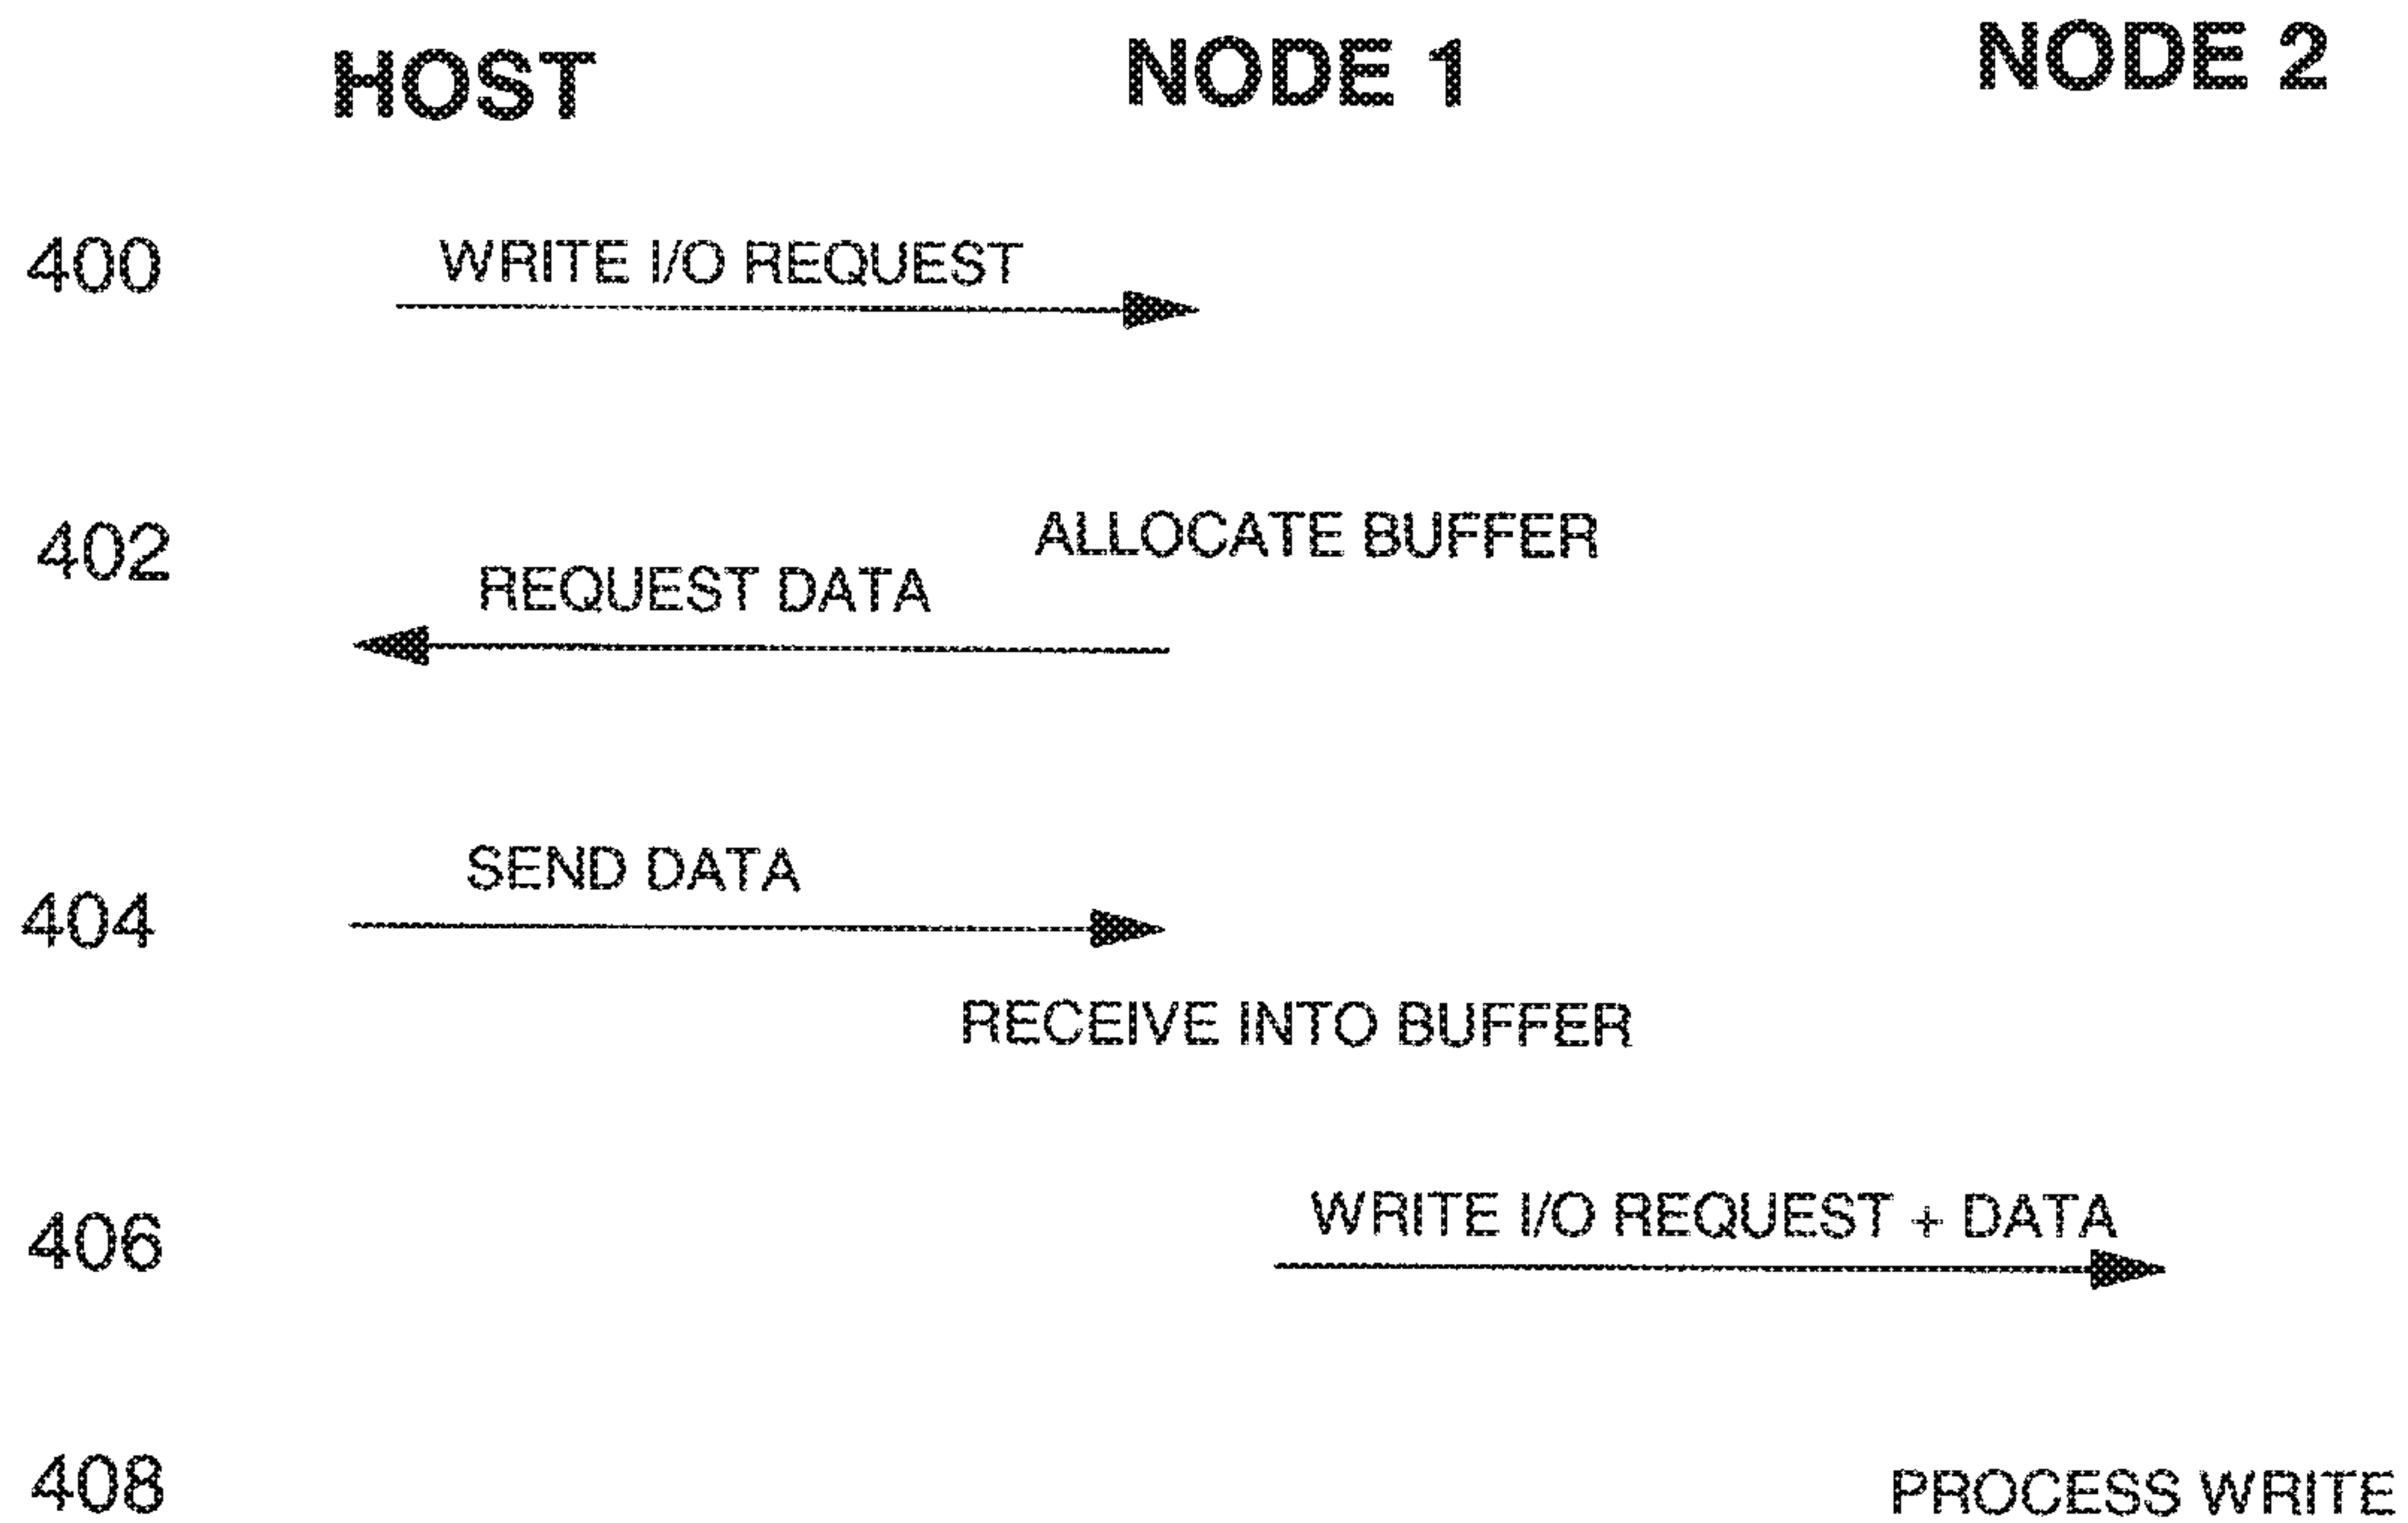 HOST NODE 1 NODE 2
400 WRITE I/O REQUEST
402 ALLOCATE BUFFER
REQUEST DATA
SEND DATA
404
RECEIVE INTO BUFFER
WRITE I/O REQUEST + DATA
406
408 PROCESS WRITE